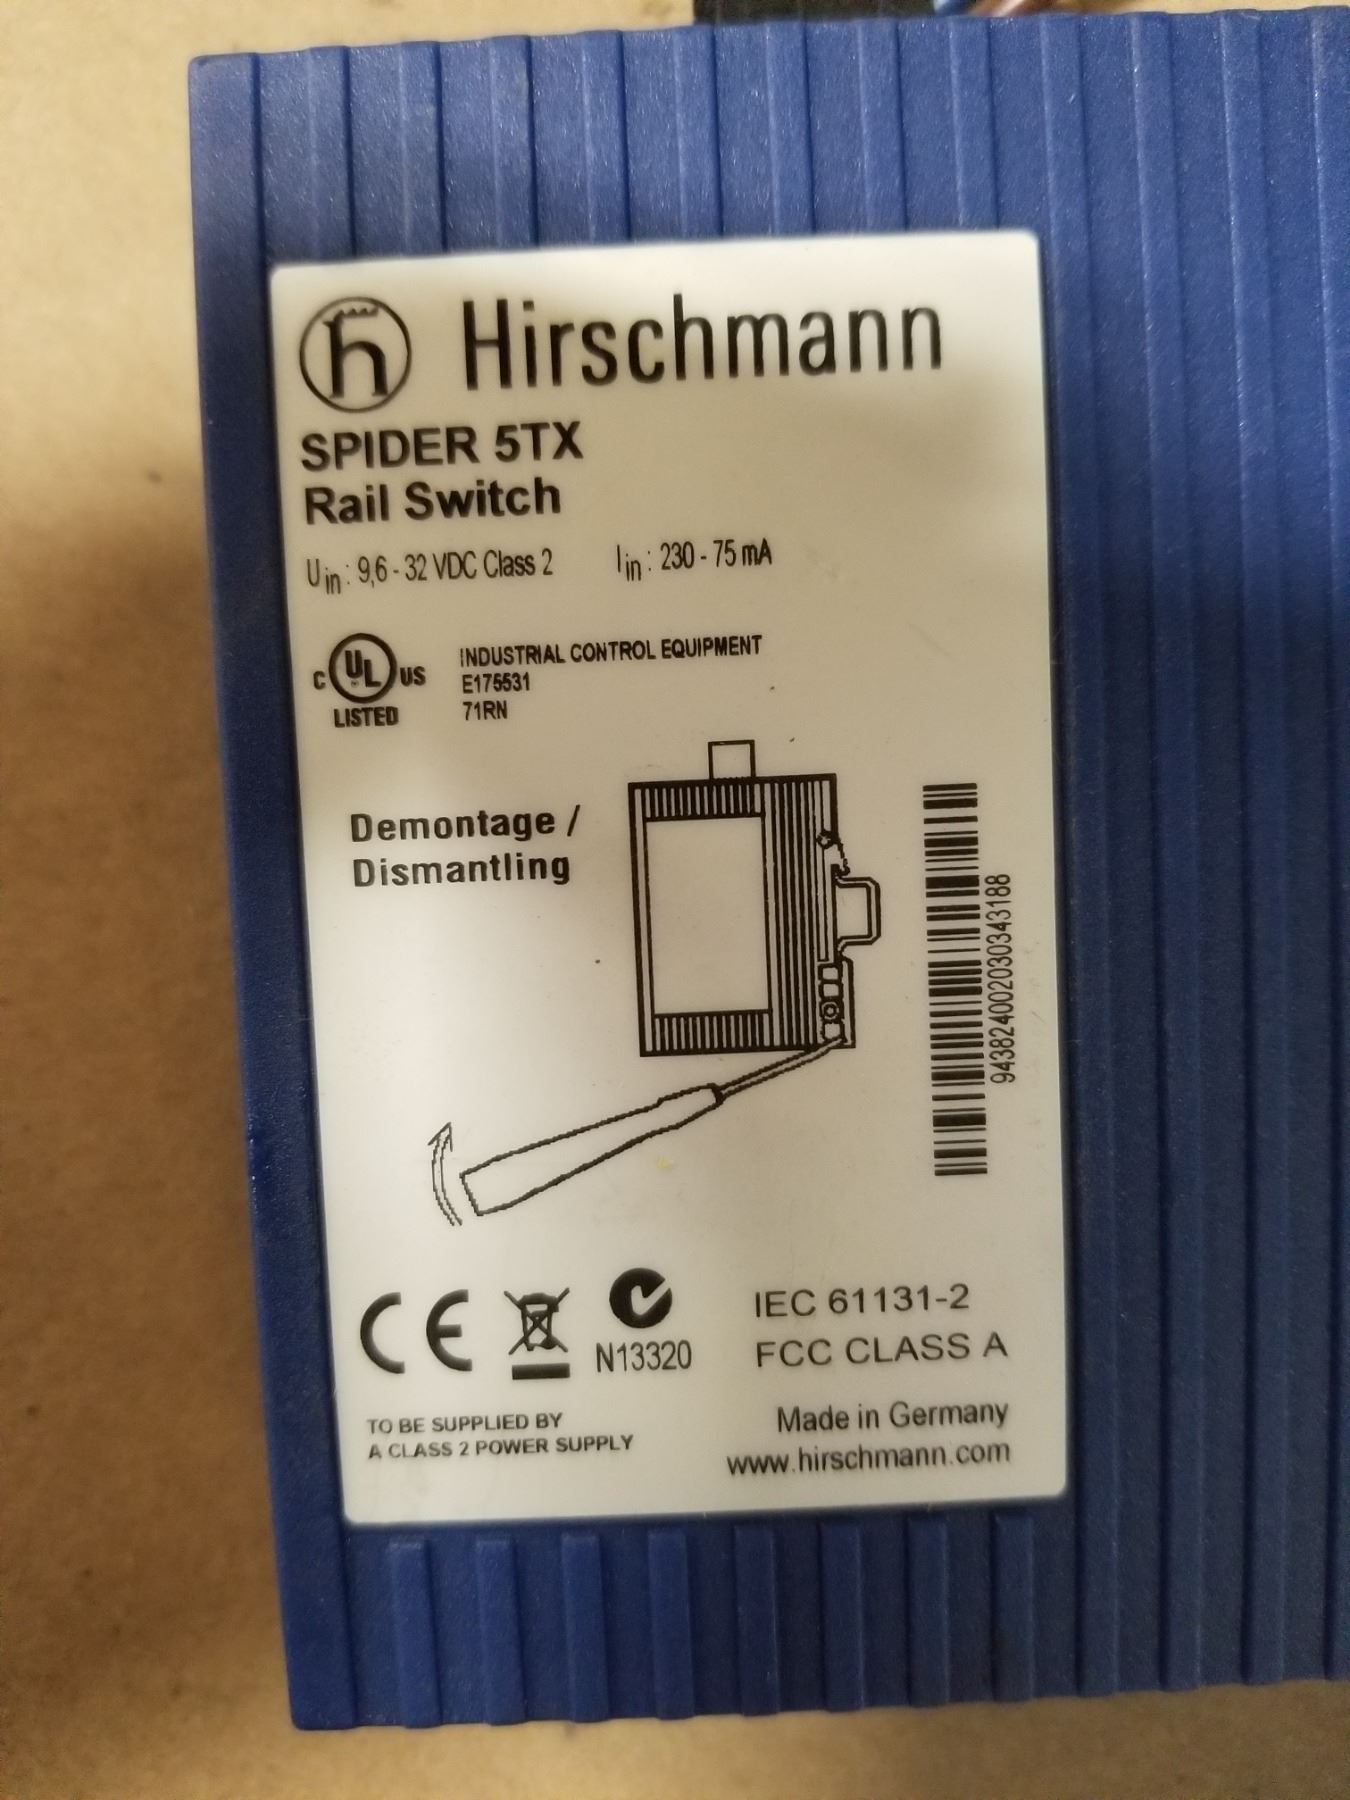 h Hirschmann
SPIDER 5TX
Rail Switch
Uin: 9,6 - 32 VDC Class 2 Iin: 230 - 75 mA
C UL US LISTED
INDUSTRIAL CONTROL EQUIPMENT
E175531
71RN
Demontage /
Dismantling
943824002030343188
CE
N13320
IEC 61131-2
FCC CLASS A
TO BE SUPPLIED BY
A CLASS 2 POWER SUPPLY
Made in Germany
www.hirschmann.com